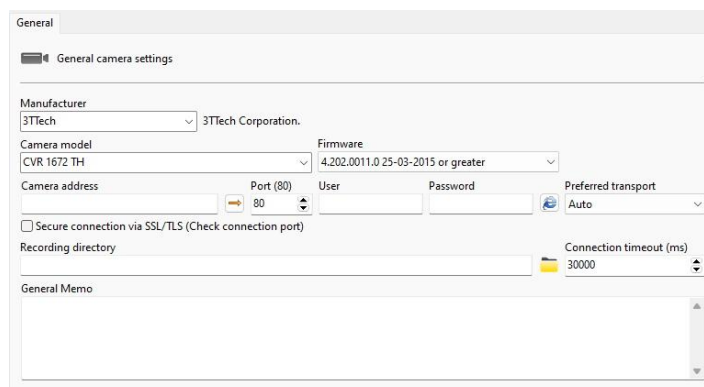 General
General camera settings
Manufacturer
3TTech 3TTech Corporation.
Camera model Firmware
CVR 1672 TH 4.202.0011.0 25-03-2015 or greater
Camera address Port (80) User Password Preferred transport
80 Auto
Secure connection via SSL/TLS (Check connection port)
Recording directory Connection timeout (ms)
30000
General Memo